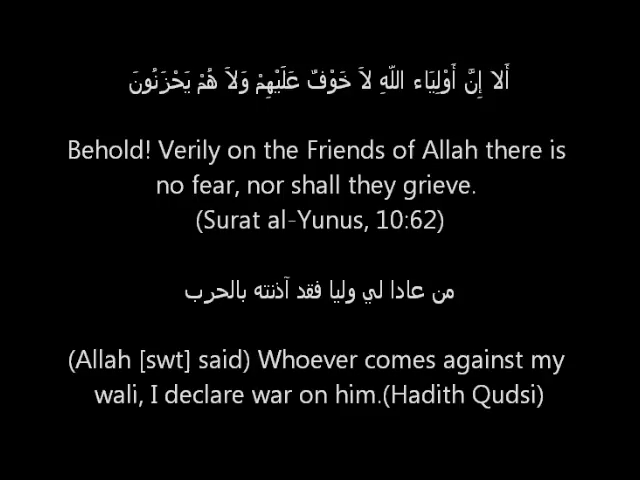 أَلا إِنَّ أَوْلِيَاء اللّهِ لاَ خَوْفٌ عَلَيْهِمْ وَلاَ هُمْ يَحْزَنُونَ
Behold! Verily on the Friends of Allah there is
no fear, nor shall they grieve.
(Surat al-Yunus, 10:62)
من عادا لي وليا فقد آذنته بالحرب
(Allah [swt] said) Whoever comes against my
wali, I declare war on him.(Hadith Qudsi)